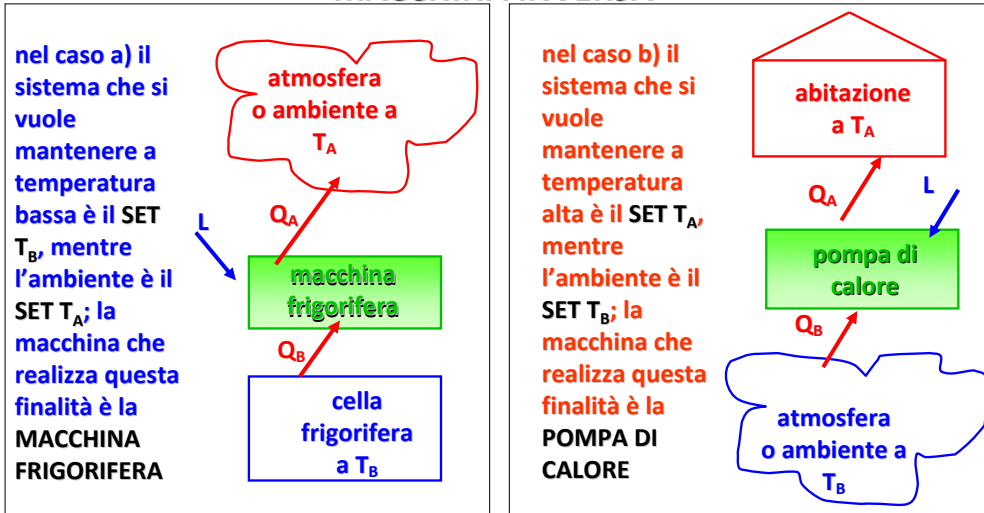 nel caso a) il
sistema che si
vuole
mantenere a
temperatura
bassa è il SET
T_B, mentre
l'ambiente è il
SET T_A; la
macchina che
realizza questa
finalità è la
MACCHINA
FRIGORIFERA
atmosfera
o ambiente a
T_A
Q_A
L
macchina
frigorifera
Q_B
cella
frigorifera
a T_B
nel caso b) il
sistema che si
vuole
mantenere a
temperatura
alta è il SET T_A,
mentre
l'ambiente è il
SET T_B; la
macchina che
realizza questa
finalità è la
POMPA DI
CALORE
abitazione
a T_A
Q_A
L
pompa di
calore
Q_B
atmosfera
o ambiente a
T_B